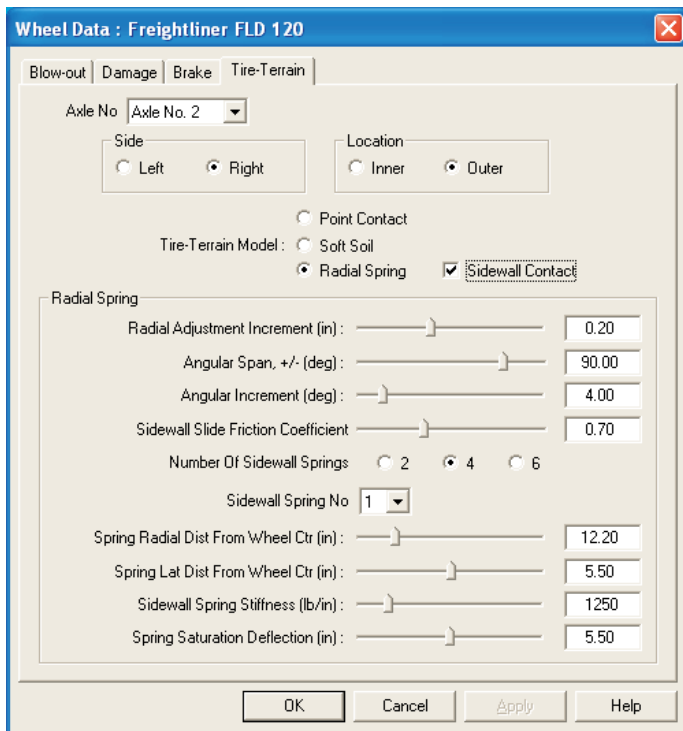 Wheel Data : Freightliner FLD 120
Blow-out Damage Brake Tire-Terrain
Axle No Axle No. 2
Side Location
Left Right Inner Outer
Point Contact
Tire-Terrain Model : Soft Soil
Radial Spring Sidewall Contact
Radial Spring
Radial Adjustment Increment (in) : 0.20
Angular Span, +/- (deg) : 90.00
Angular Increment (deg) : 4.00
Sidewall Slide Friction Coefficient 0.70
Number Of Sidewall Springs 2 4 6
Sidewall Spring No 1
Spring Radial Dist From Wheel Ctr (in) : 12.20
Spring Lat Dist From Wheel Ctr (in) : 5.50
Sidewall Spring Stiffness (lb/in) : 1250
Spring Saturation Deflection (in) : 5.50
OK Cancel Apply Help